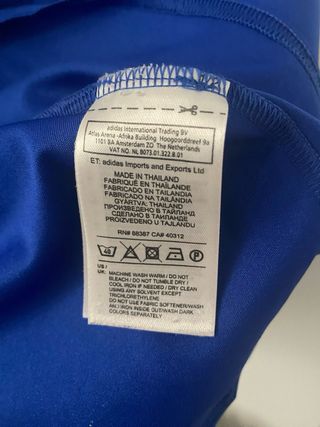 adidas International Trading BV
Atlas Arena -Afrika Building Hoogoorddreef 9a
1101 BA Amsterdam ZO The Netherlands
VAT NO. NL 8073.01.322.B.01
ET: adidas Imports and Exports Ltd
MADE IN THAILAND
FABRIQUÉ EN THAÏLANDE
FABRICADO EN TAILANDIA
FABRICADO NA TAILÂNDIA
GYÁRTVA: THAIFÖLD
ПРОИЗВЕДЕНО В ТАЙЛАНД
СДЕЛАНО В ТАИЛАНДЕ
PROIZVEDENO U TAJLANDU
RN# 88387 CA# 40312
40
P
US:
UK: MACHINE WASH WARM / DO NOT
BLEACH / DO NOT TUMBLE DRY /
COOL IRON IF NEEDED / DRY CLEAN
USING ANY SOLVENT EXCEPT
TRICHLORETHYLENE
DO NOT USE FABRIC SOFTENER/WASH
AND IRON INSIDE OUT/WASH DARK
COLORS SEPARATELY